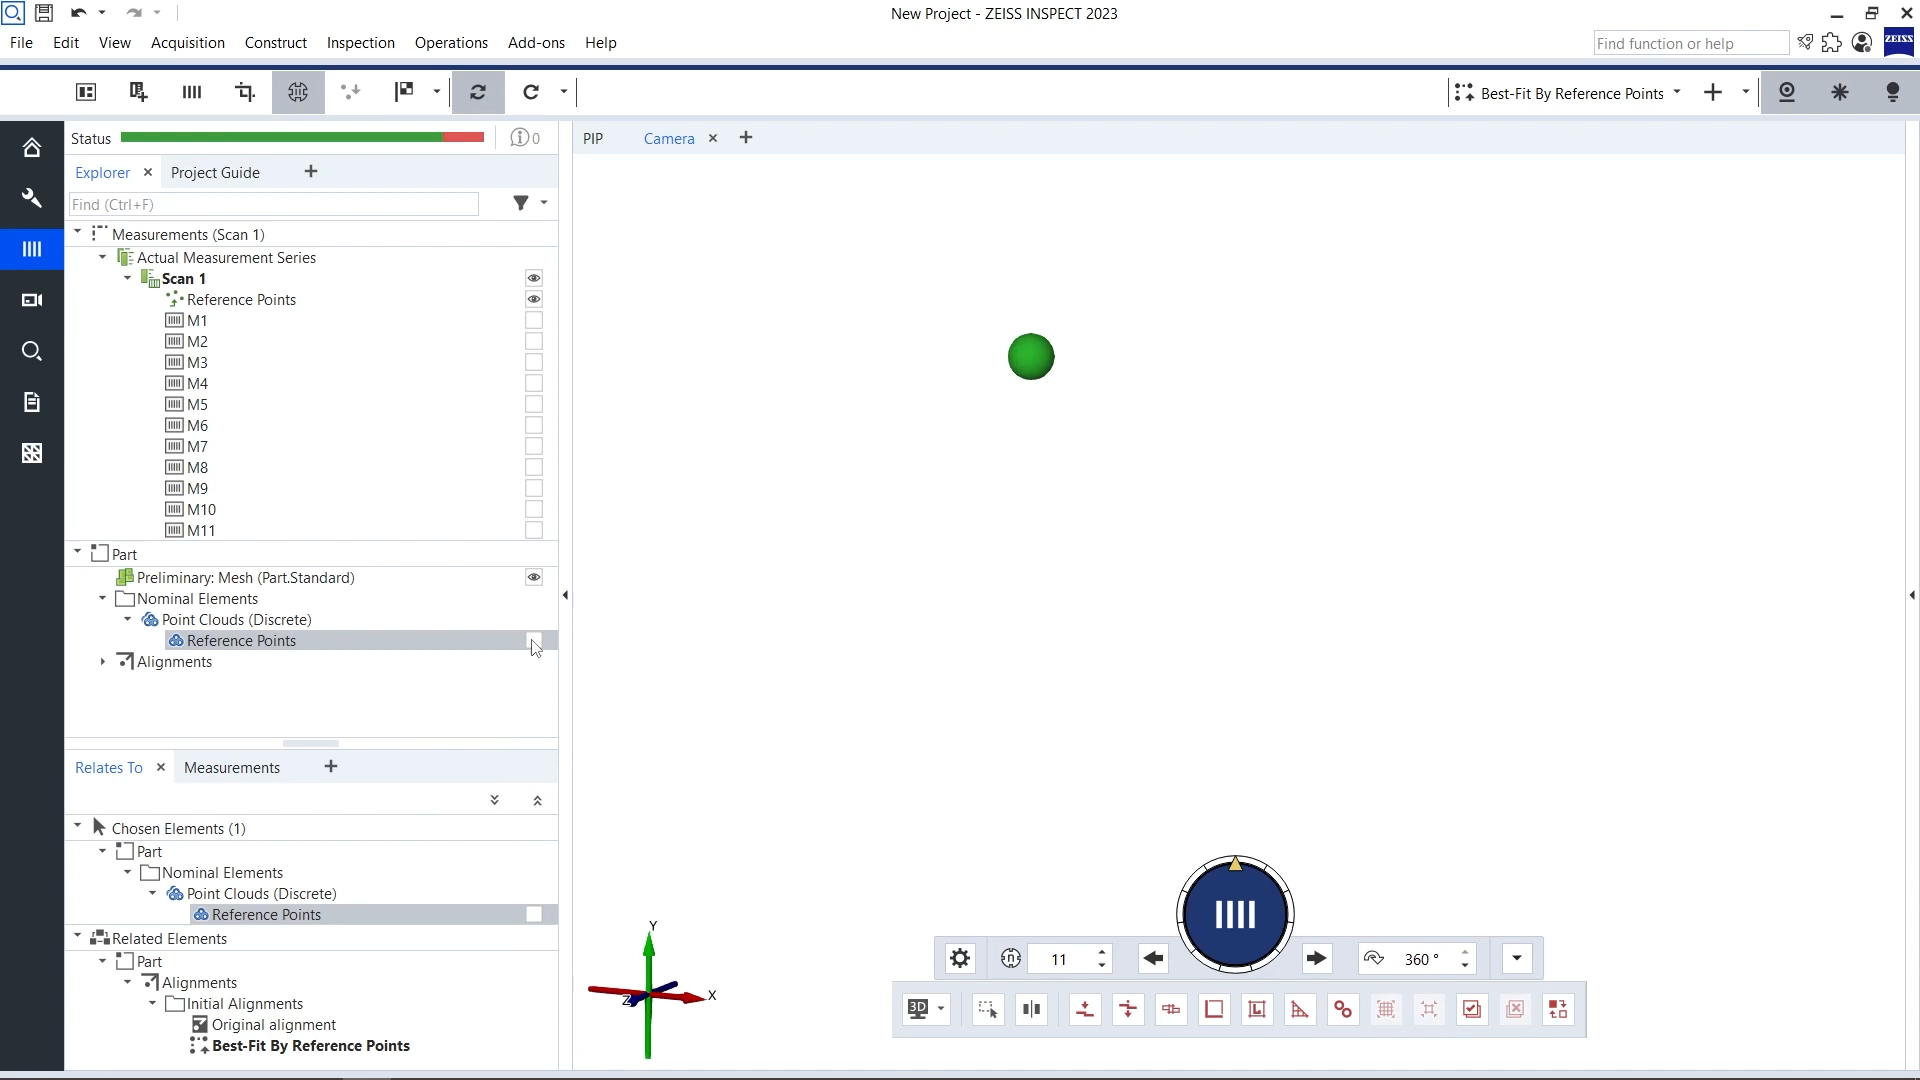 New Project - ZEISS INSPECT 2023
File Edit View Acquisition Construct Inspection Operations Add-ons Help
Find function or help
ZEISS
Best-Fit By Reference Points
Status
0
PIP Camera
Explorer Project Guide
Find (Ctrl+F)
Measurements (Scan 1)
Actual Measurement Series
Scan 1
Reference Points
M1
M2
M3
M4
M5
M6
M7
M8
M9
M10
M11
Part
Preliminary: Mesh (Part.Standard)
Nominal Elements
Point Clouds (Discrete)
Reference Points
Alignments
Relates To Measurements
Chosen Elements (1)
Part
Nominal Elements
Point Clouds (Discrete)
Reference Points
Related Elements
Part
Alignments
Initial Alignments
Original alignment
Best-Fit By Reference Points
Y
X
Z
n 11 360 °
3D